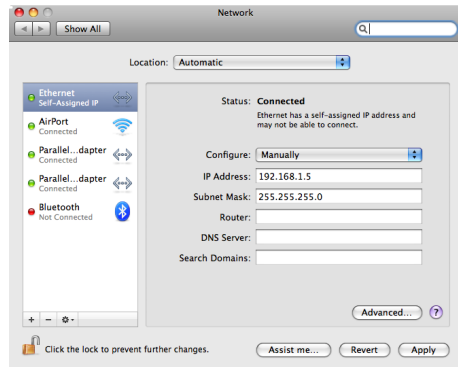 Network
Show All
Location: Automatic
Ethernet
Self-Assigned IP
AirPort
Connected
Parallel...dapter
Connected
Parallel...dapter
Connected
Bluetooth
Not Connected
+ −
Status: Connected
Ethernet has a self-assigned IP address and
may not be able to connect.
Configure: Manually
IP Address: 192.168.1.5
Subnet Mask: 255.255.255.0
Router:
DNS Server:
Search Domains:
Advanced... ?
Click the lock to prevent further changes.
Assist me... Revert Apply